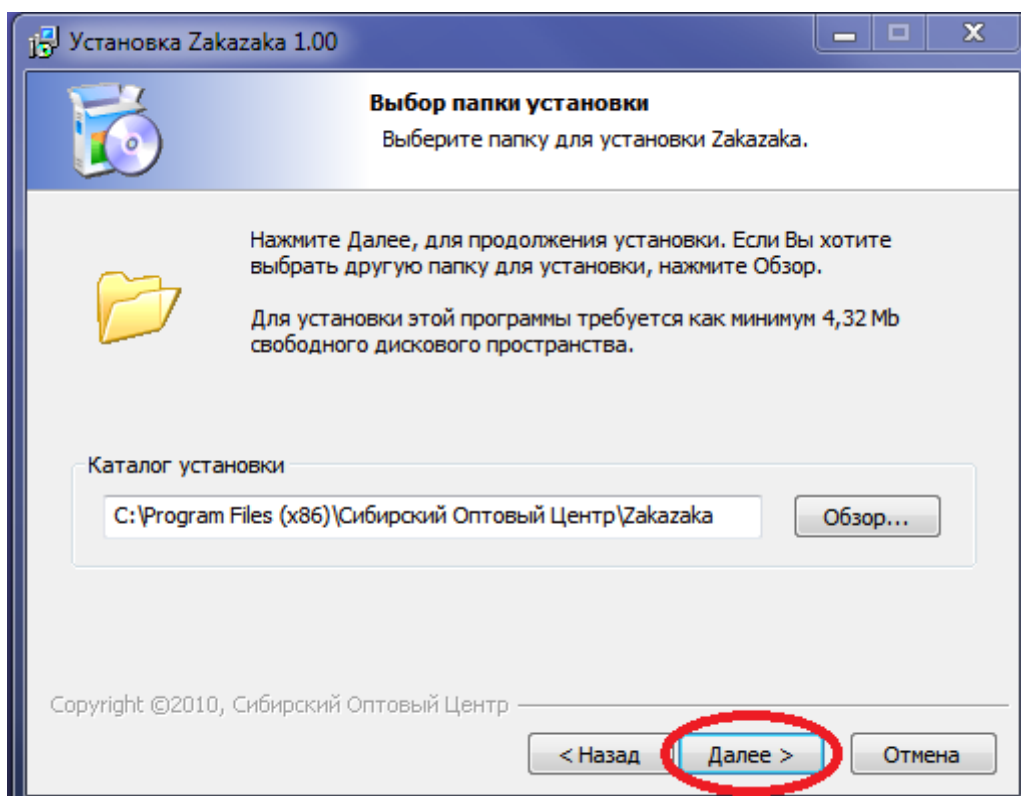 Установка Zakazaka 1.00
Выбор папки установки
Выберите папку для установки Zakazaka.
Нажмите Далее, для продолжения установки. Если Вы хотите
выбрать другую папку для установки, нажмите Обзор.
Для установки этой программы требуется как минимум 4,32 Mb
свободного дискового пространства.
Каталог установки
C:\Program Files (x86)\Сибирский Оптовый Центр\Zakazaka
Обзор...
Copyright ©2010, Сибирский Оптовый Центр
< Назад
Далее >
Отмена